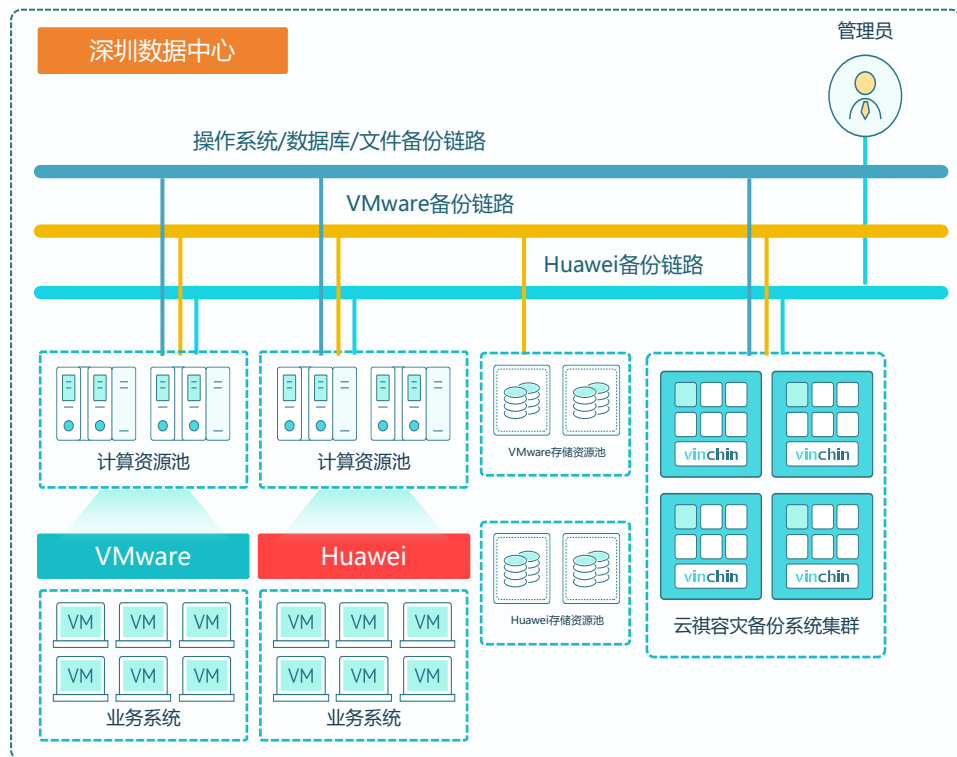 深圳数据中心
管理员
操作系统/数据库/文件备份链路
VMware备份链路
Huawei备份链路
计算资源池
计算资源池
VMware存储资源池
vinchin
vinchin
VMware
Huawei
Huawei存储资源池
vinchin
vinchin
云祺容灾备份系统集群
VM VM VM
VM VM VM
VM VM VM
VM VM VM
业务系统
业务系统